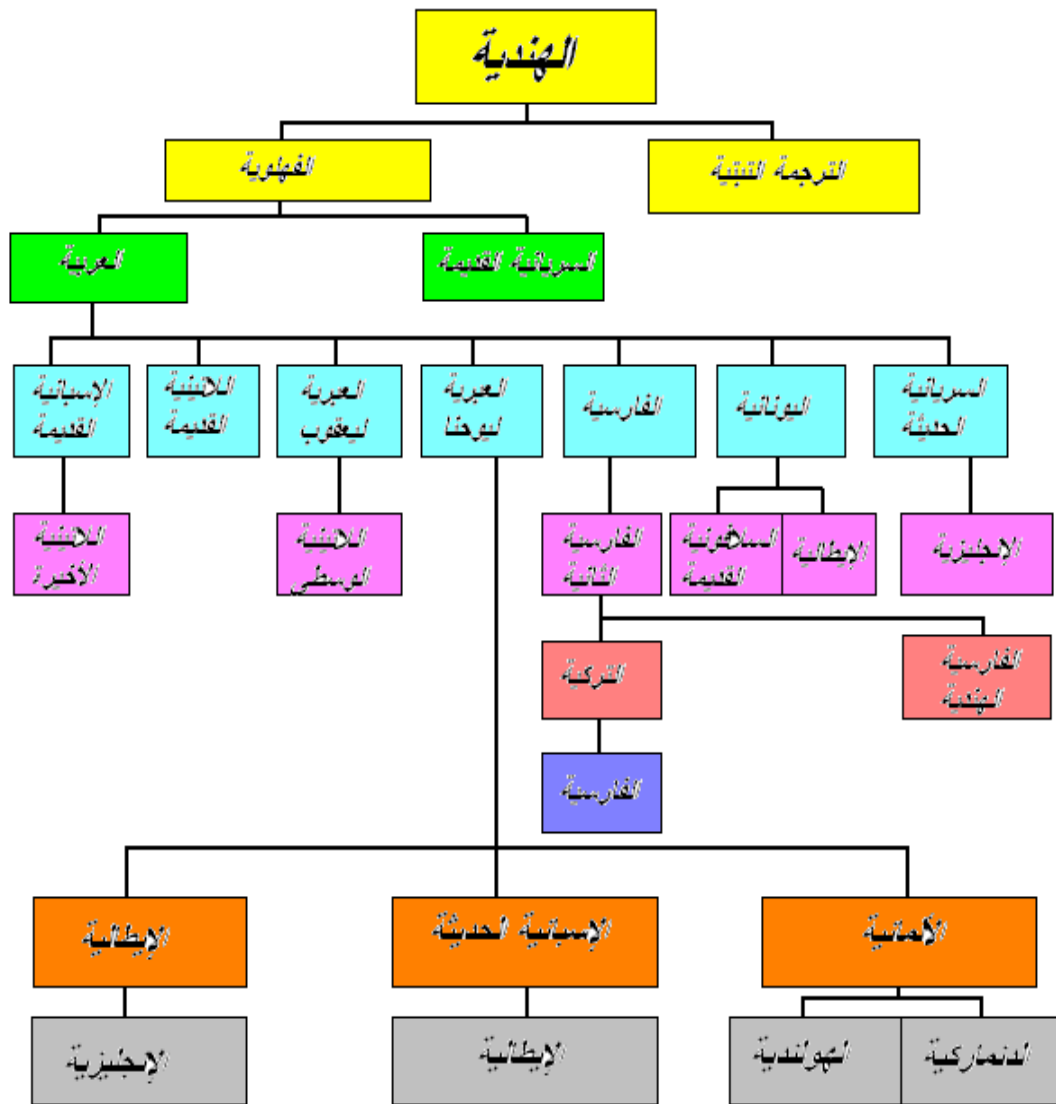 الهندية
الترجمة التبتية
الفهلوية
السريانية القديمة
العربية
السريانية
الحديثة
اليونانية
الفارسية
العبرية
ليوحنا
العبرية
ليعقوب
اللاتينية
القديمة
الإسبانية
القديمة
الإنجليزية
الإيطالية
السلافونية
القديمة
الفارسية
الثانية
اللاتينية
الوسطى
اللاتينية
الأخيرة
الفارسية
الهندية
التركية
الفارسية
الألمانية
الإسبانية الحديثة
الإيطالية
الدنماركية
الهولندية
الإيطالية
الإنجليزية